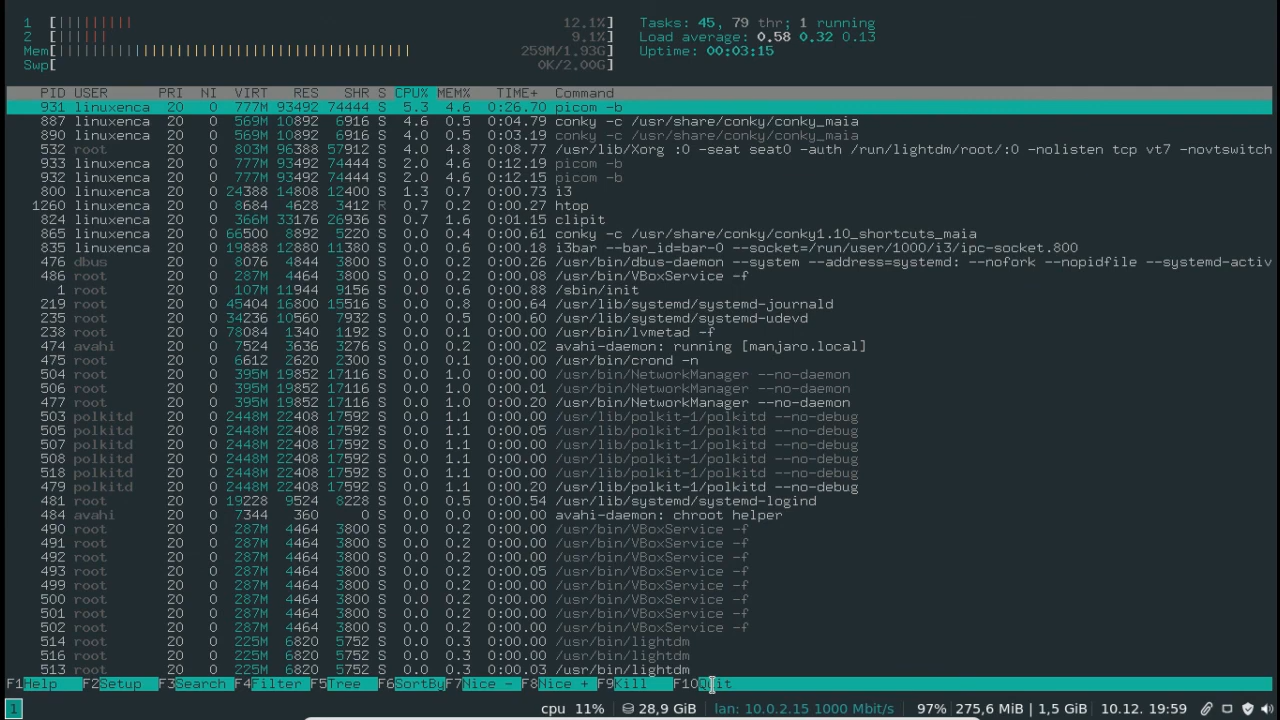 1 [||||||||| 12.1%] Tasks: 45, 79 thr; 1 running
2 [|||||| 9.1%] Load average: 0.58 0.32 0.13
Mem[|||||||||||||||||||||||||||||||||||||||||| 259M/1.93G] Uptime: 00:03:15
Swp[ 0K/2.00G]
PID USER PRI NI VIRT RES SHR S CPU% MEM% TIME+ Command
931 linuxenca 20 0 777M 93492 74444 S 5.3 4.6 0:26.70 picom -b
887 linuxenca 20 0 569M 10892 6916 S 4.6 0.5 0:04.79 conky -c /usr/share/conky/conky_maia
890 linuxenca 20 0 569M 10892 6916 S 4.0 0.5 0:03.19 conky -c /usr/share/conky/conky_maia
532 root 20 0 803M 96388 57912 S 4.0 4.8 0:08.77 /usr/lib/Xorg :0 -seat seat0 -auth /run/lightdm/root/:0 -nolisten tcp vt7 -novtswitch
933 linuxenca 20 0 777M 93492 74444 S 2.0 4.6 0:12.19 picom -b
932 linuxenca 20 0 777M 93492 74444 S 2.0 4.6 0:12.15 picom -b
800 linuxenca 20 0 24388 14808 12400 S 1.3 0.7 0:00.73 i3
1260 linuxenca 20 0 8684 4628 3412 R 0.7 0.2 0:00.27 htop
824 linuxenca 20 0 366M 33176 26936 S 0.7 1.6 0:01.15 clipit
865 linuxenca 20 0 66500 8892 5220 S 0.0 0.4 0:00.61 conky -c /usr/share/conky/conky1.10_shortcuts_maia
835 linuxenca 20 0 19888 12880 11380 S 0.0 0.6 0:00.18 i3bar --bar_id=bar-0 --socket=/run/user/1000/i3/ipc-socket.800
476 dbus 20 0 8076 4844 3800 S 0.0 0.2 0:00.26 /usr/bin/dbus-daemon --system --address=systemd: --nofork --nopidfile --systemd-activ
486 root 20 0 287M 4464 3800 S 0.0 0.2 0:00.08 /usr/bin/VBoxService -f
1 root 20 0 107M 11944 9156 S 0.0 0.6 0:00.88 /sbin/init
219 root 20 0 45404 16800 15516 S 0.0 0.8 0:00.64 /usr/lib/systemd/systemd-journald
235 root 20 0 34236 10560 7932 S 0.0 0.5 0:00.67 /usr/lib/systemd/systemd-udevd
238 root 20 0 78084 1340 1192 S 0.0 0.1 0:00.00 /usr/bin/lvmetad -f
474 avahi 20 0 7524 3636 3276 S 0.0 0.2 0:00.02 avahi-daemon: running [manjaro.local]
475 root 20 0 6612 2620 2300 S 0.0 0.1 0:00.00 /usr/bin/crond -n
504 root 20 0 395M 19852 17116 S 0.0 1.0 0:00.00 /usr/bin/NetworkManager --no-daemon
506 root 20 0 395M 19852 17116 S 0.0 1.0 0:00.01 /usr/bin/NetworkManager --no-daemon
477 root 20 0 395M 19852 17116 S 0.0 1.0 0:00.20 /usr/bin/NetworkManager --no-daemon
503 polkitd 20 0 2448M 22408 17592 S 0.0 1.1 0:00.00 /usr/lib/polkit-1/polkitd --no-debug
505 polkitd 20 0 2448M 22408 17592 S 0.0 1.1 0:00.05 /usr/lib/polkit-1/polkitd --no-debug
507 polkitd 20 0 2448M 22408 17592 S 0.0 1.1 0:00.00 /usr/lib/polkit-1/polkitd --no-debug
508 polkitd 20 0 2448M 22408 17592 S 0.0 1.1 0:00.00 /usr/lib/polkit-1/polkitd --no-debug
518 polkitd 20 0 2448M 22408 17592 S 0.0 1.1 0:00.00 /usr/lib/polkit-1/polkitd --no-debug
479 polkitd 20 0 2448M 22408 17592 S 0.0 1.1 0:00.20 /usr/lib/polkit-1/polkitd --no-debug
481 root 20 0 19228 9524 8228 S 0.0 0.5 0:00.54 /usr/lib/systemd/systemd-logind
484 avahi 20 0 7344 360 0 S 0.0 0.0 0:00.00 avahi-daemon: chroot helper
490 root 20 0 287M 4464 3800 S 0.0 0.2 0:00.00 /usr/bin/VBoxService -f
491 root 20 0 287M 4464 3800 S 0.0 0.2 0:00.00 /usr/bin/VBoxService -f
492 root 20 0 287M 4464 3800 S 0.0 0.2 0:00.00 /usr/bin/VBoxService -f
493 root 20 0 287M 4464 3800 S 0.0 0.2 0:00.05 /usr/bin/VBoxService -f
499 root 20 0 287M 4464 3800 S 0.0 0.2 0:00.00 /usr/bin/VBoxService -f
500 root 20 0 287M 4464 3800 S 0.0 0.2 0:00.00 /usr/bin/VBoxService -f
501 root 20 0 287M 4464 3800 S 0.0 0.2 0:00.00 /usr/bin/VBoxService -f
502 root 20 0 287M 4464 3800 S 0.0 0.2 0:00.00 /usr/bin/VBoxService -f
514 root 20 0 225M 6820 5752 S 0.0 0.3 0:00.00 /usr/bin/lightdm
516 root 20 0 225M 6820 5752 S 0.0 0.3 0:00.00 /usr/bin/lightdm
513 root 20 0 225M 6820 5752 S 0.0 0.3 0:00.03 /usr/bin/lightdm
F1Help F2Setup F3Search F4Filter F5Tree F6SortBy F7Nice - F8Nice + F9Kill F10Quit
1 cpu 11% 28,9 GiB lan: 10.0.2.15 1000 Mbit/s 97% 275,6 MiB | 1,5 GiB 10.12. 19:59